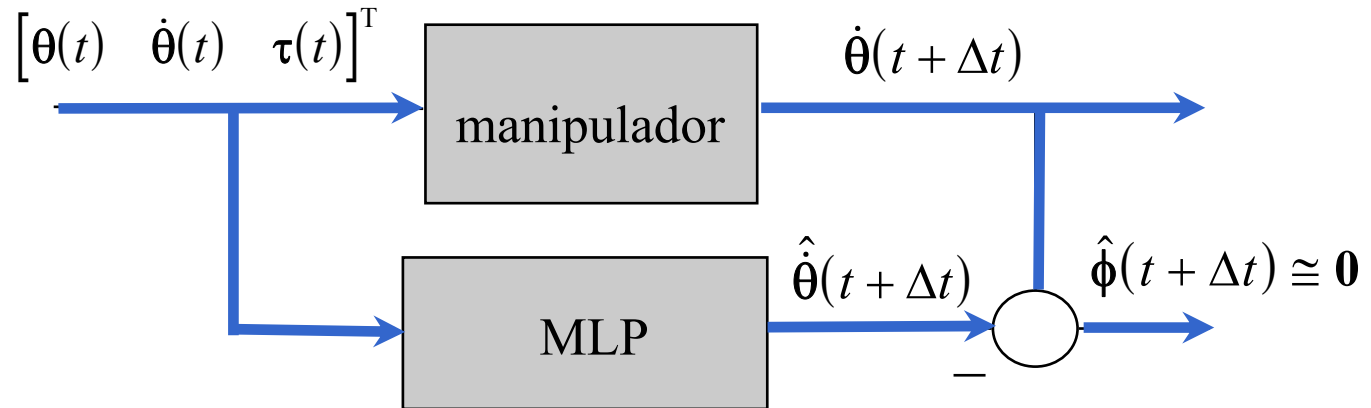 [θ(t) θ̇(t) τ(t)]ᵀ
manipulador
θ̇(t + Δt)
MLP
θ̇̂(t + Δt)
−
ϕ̂(t + Δt) ≅ 0